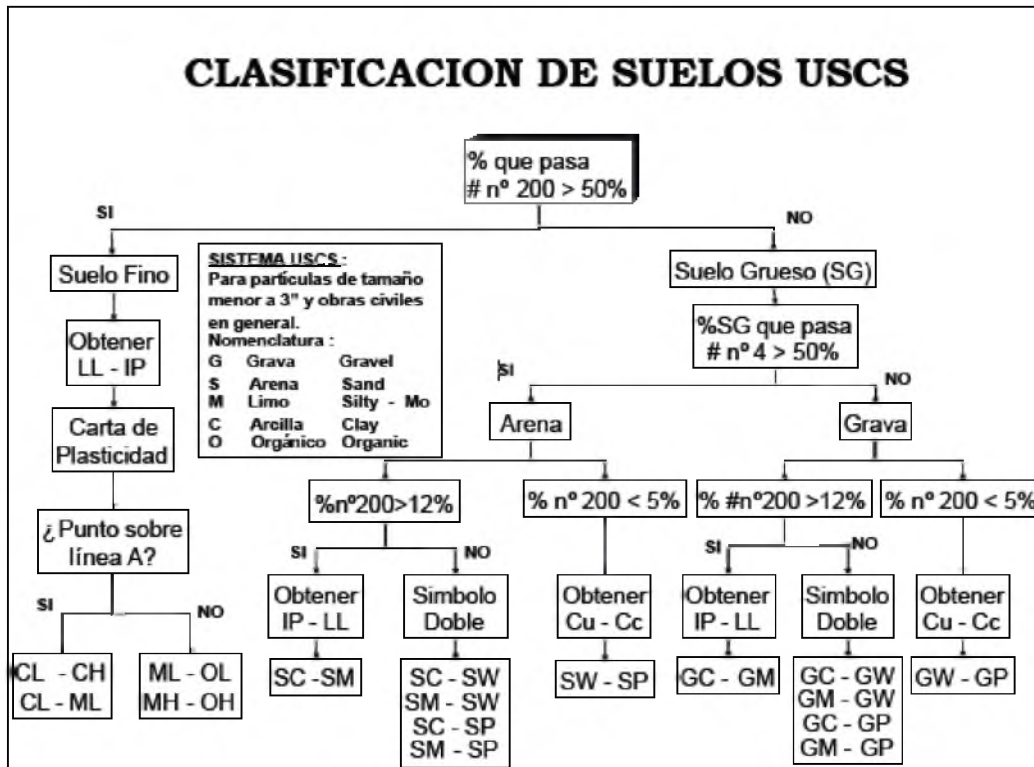 CLASIFICACION DE SUELOS USCS
% que pasa
# nº 200 > 50%
SI
NO
Suelo Fino
SISTEMA USCS :
Para partículas de tamaño
menor a 3" y obras civiles
en general.
Nomenclatura :
G Grava Gravel
S Arena Sand
M Limo Silty - Mo
C Arcilla Clay
O Orgánico Organic
Suelo Grueso (SG)
Obtener
LL - IP
%SG que pasa
# nº 4 > 50%
SI
NO
Carta de
Plasticidad
Arena
Grava
¿Punto sobre
línea A?
%nº200>12%
% nº 200 < 5%
% #nº200 >12%
% nº 200 < 5%
SI
NO
SI
NO
SI
NO
Obtener
IP - LL
Simbolo
Doble
Obtener
Cu - Cc
Obtener
IP - LL
Simbolo
Doble
Obtener
Cu - Cc
CL - CH
CL - ML
ML - OL
MH - OH
SC -SM
SC - SW
SM - SW
SC - SP
SM - SP
SW - SP
GC - GM
GC - GW
GM - GW
GC - GP
GM - GP
GW - GP